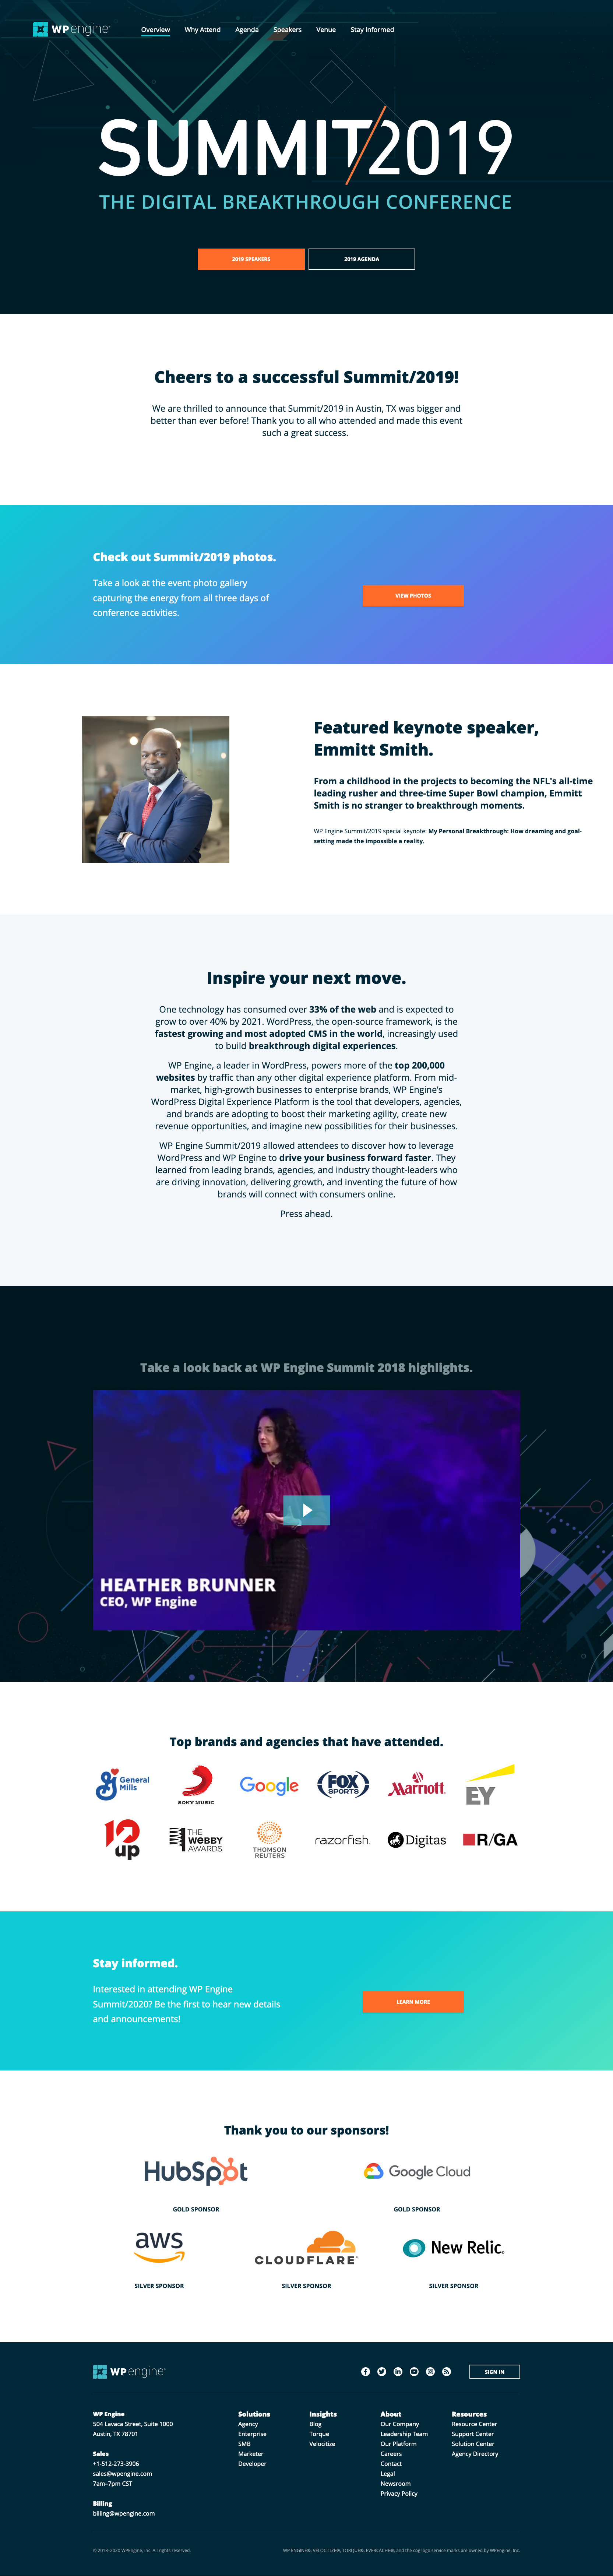 WPengine®
Overview Why Attend Agenda Speakers Venue Stay Informed
SUMMIT/2019
THE DIGITAL BREAKTHROUGH CONFERENCE
2019 SPEAKERS 2019 AGENDA
Cheers to a successful Summit/2019!
We are thrilled to announce that Summit/2019 in Austin, TX was bigger and
better than ever before! Thank you to all who attended and made this event
such a great success.
Check out Summit/2019 photos.
Take a look at the event photo gallery
capturing the energy from all three days of
conference activities.
VIEW PHOTOS
Featured keynote speaker,
Emmitt Smith.
From a childhood in the projects to becoming the NFL's all-time
leading rusher and three-time Super Bowl champion, Emmitt
Smith is no stranger to breakthrough moments.
WP Engine Summit/2019 special keynote: My Personal Breakthrough: How dreaming and goal-
setting made the impossible a reality.
Inspire your next move.
One technology has consumed over 33% of the web and is expected to
grow to over 40% by 2021. WordPress, the open-source framework, is the
fastest growing and most adopted CMS in the world, increasingly used
to build breakthrough digital experiences.
WP Engine, a leader in WordPress, powers more of the top 200,000
websites by traffic than any other digital experience platform. From mid-
market, high-growth businesses to enterprise brands, WP Engine's
WordPress Digital Experience Platform is the tool that developers, agencies,
and brands are adopting to boost their marketing agility, create new
revenue opportunities, and imagine new possibilities for their businesses.
WP Engine Summit/2019 allowed attendees to discover how to leverage
WordPress and WP Engine to drive your business forward faster. They
learned from leading brands, agencies, and industry thought-leaders who
are driving innovation, delivering growth, and inventing the future of how
brands will connect with consumers online.
Press ahead.
Take a look back at WP Engine Summit 2018 highlights.
HEATHER BRUNNER
CEO, WP Engine
Top brands and agencies that have attended.
General Mills
SONY MUSIC
Google
FOX SPORTS
Marriott
EY
10up
THE WEBBY AWARDS
THOMSON REUTERS
razorfish.
Digitas
R/GA
Stay informed.
Interested in attending WP Engine
Summit/2020? Be the first to hear new details
and announcements!
LEARN MORE
Thank you to our sponsors!
HubSpot Google Cloud
GOLD SPONSOR GOLD SPONSOR
aws CLOUDFLARE® New Relic®
SILVER SPONSOR SILVER SPONSOR SILVER SPONSOR
WPengine®
SIGN IN
WP Engine
504 Lavaca Street, Suite 1000
Austin, TX 78701
Sales
+1-512-273-3906
sales@wpengine.com
7am–7pm CST
Billing
billing@wpengine.com
Solutions
Agency
Enterprise
SMB
Marketer
Developer
Insights
Blog
Torque
Velocitize
About
Our Company
Leadership Team
Our Platform
Careers
Contact
Legal
Newsroom
Privacy Policy
Resources
Resource Center
Support Center
Solution Center
Agency Directory
© 2013–2020 WPEngine, Inc. All rights reserved.
WP ENGINE®, VELOCITIZE®, TORQUE®, EVERCACHE®, and the cog logo service marks are owned by WPEngine, Inc.